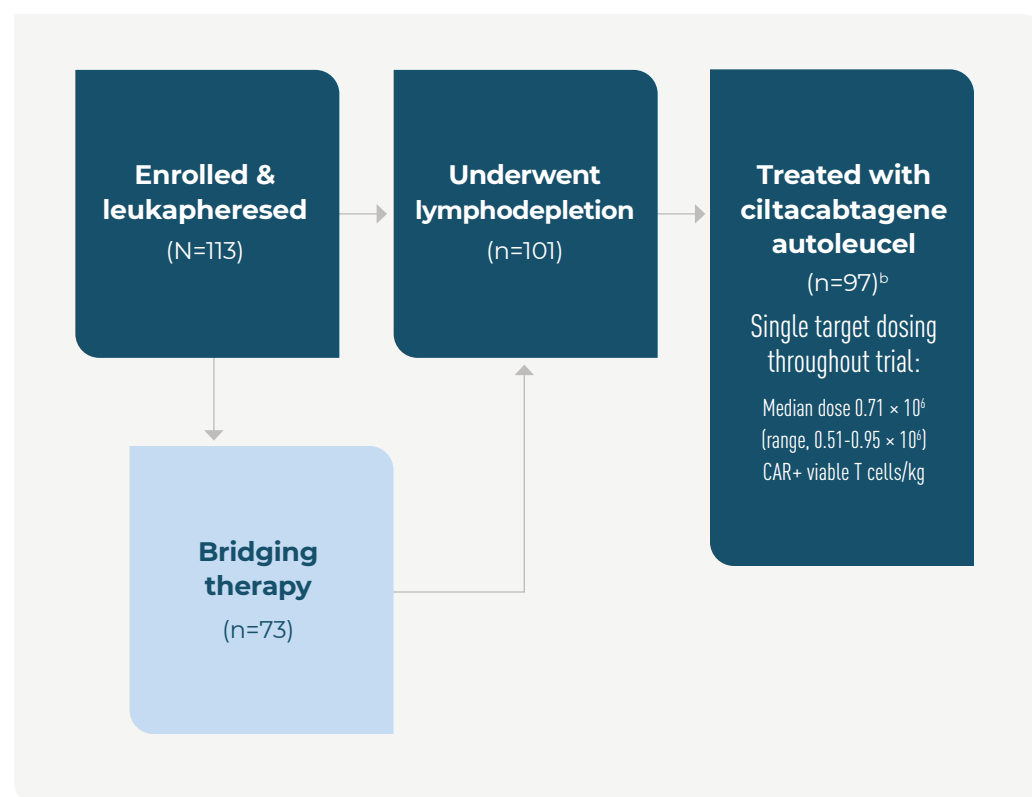 Enrolled &
leukapheresed
(N=113)
Underwent
lymphodepletion
(n=101)
Treated with
ciltacabtagene
autoleucel
(n=97)ᵇ
Single target dosing
throughout trial:
Median dose 0.71 × 10⁶
(range, 0.51-0.95 × 10⁶)
CAR+ viable T cells/kg
Bridging
therapy
(n=73)